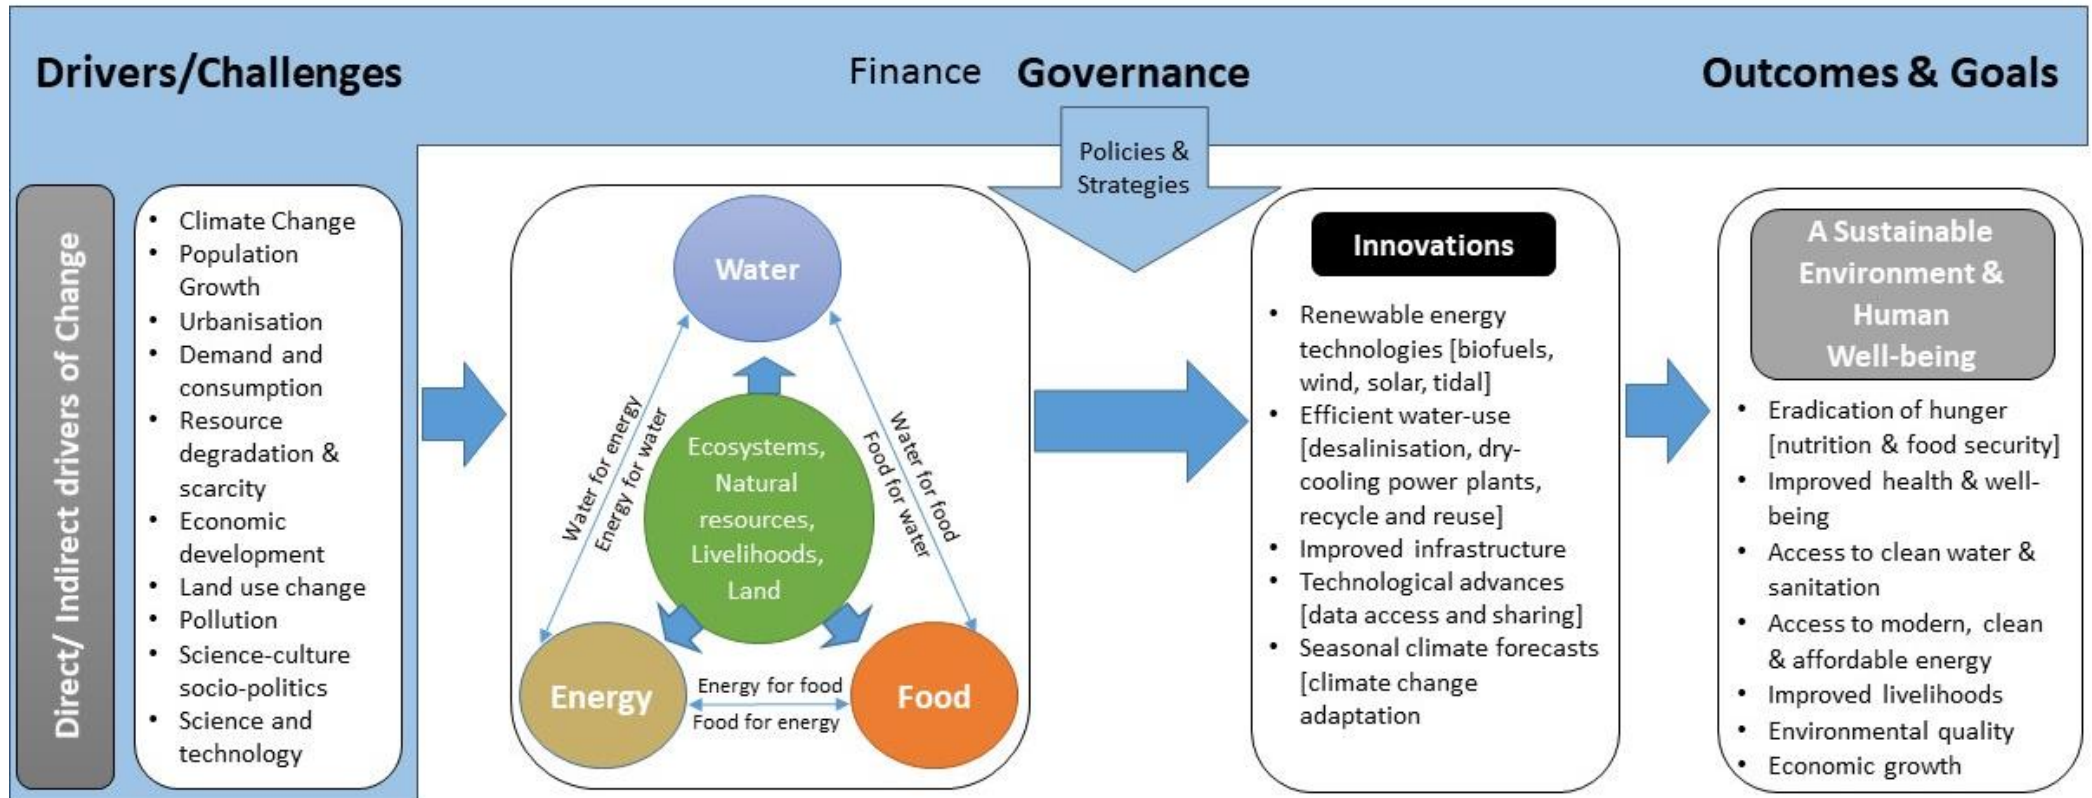 Drivers/Challenges
Finance Governance
Outcomes & Goals
Policies &
Strategies
Direct/ Indirect drivers of Change
• Climate Change
• Population
Growth
• Urbanisation
• Demand and
consumption
• Resource
degradation &
scarcity
• Economic
development
• Land use change
• Pollution
• Science-culture
socio-politics
• Science and
technology
Water
Water for energy
Energy for water
Ecosystems,
Natural
resources,
Livelihoods,
Land
Water for food
Food for water
Energy
Energy for food
Food for energy
Food
Innovations
• Renewable energy
technologies [biofuels,
wind, solar, tidal]
• Efficient water-use
[desalinisation, dry-
cooling power plants,
recycle and reuse]
• Improved infrastructure
• Technological advances
[data access and sharing]
• Seasonal climate forecasts
[climate change
adaptation
A Sustainable
Environment &
Human
Well-being
• Eradication of hunger
[nutrition & food security]
• Improved health & well-
being
• Access to clean water &
sanitation
• Access to modern, clean
& affordable energy
• Improved livelihoods
• Environmental quality
• Economic growth